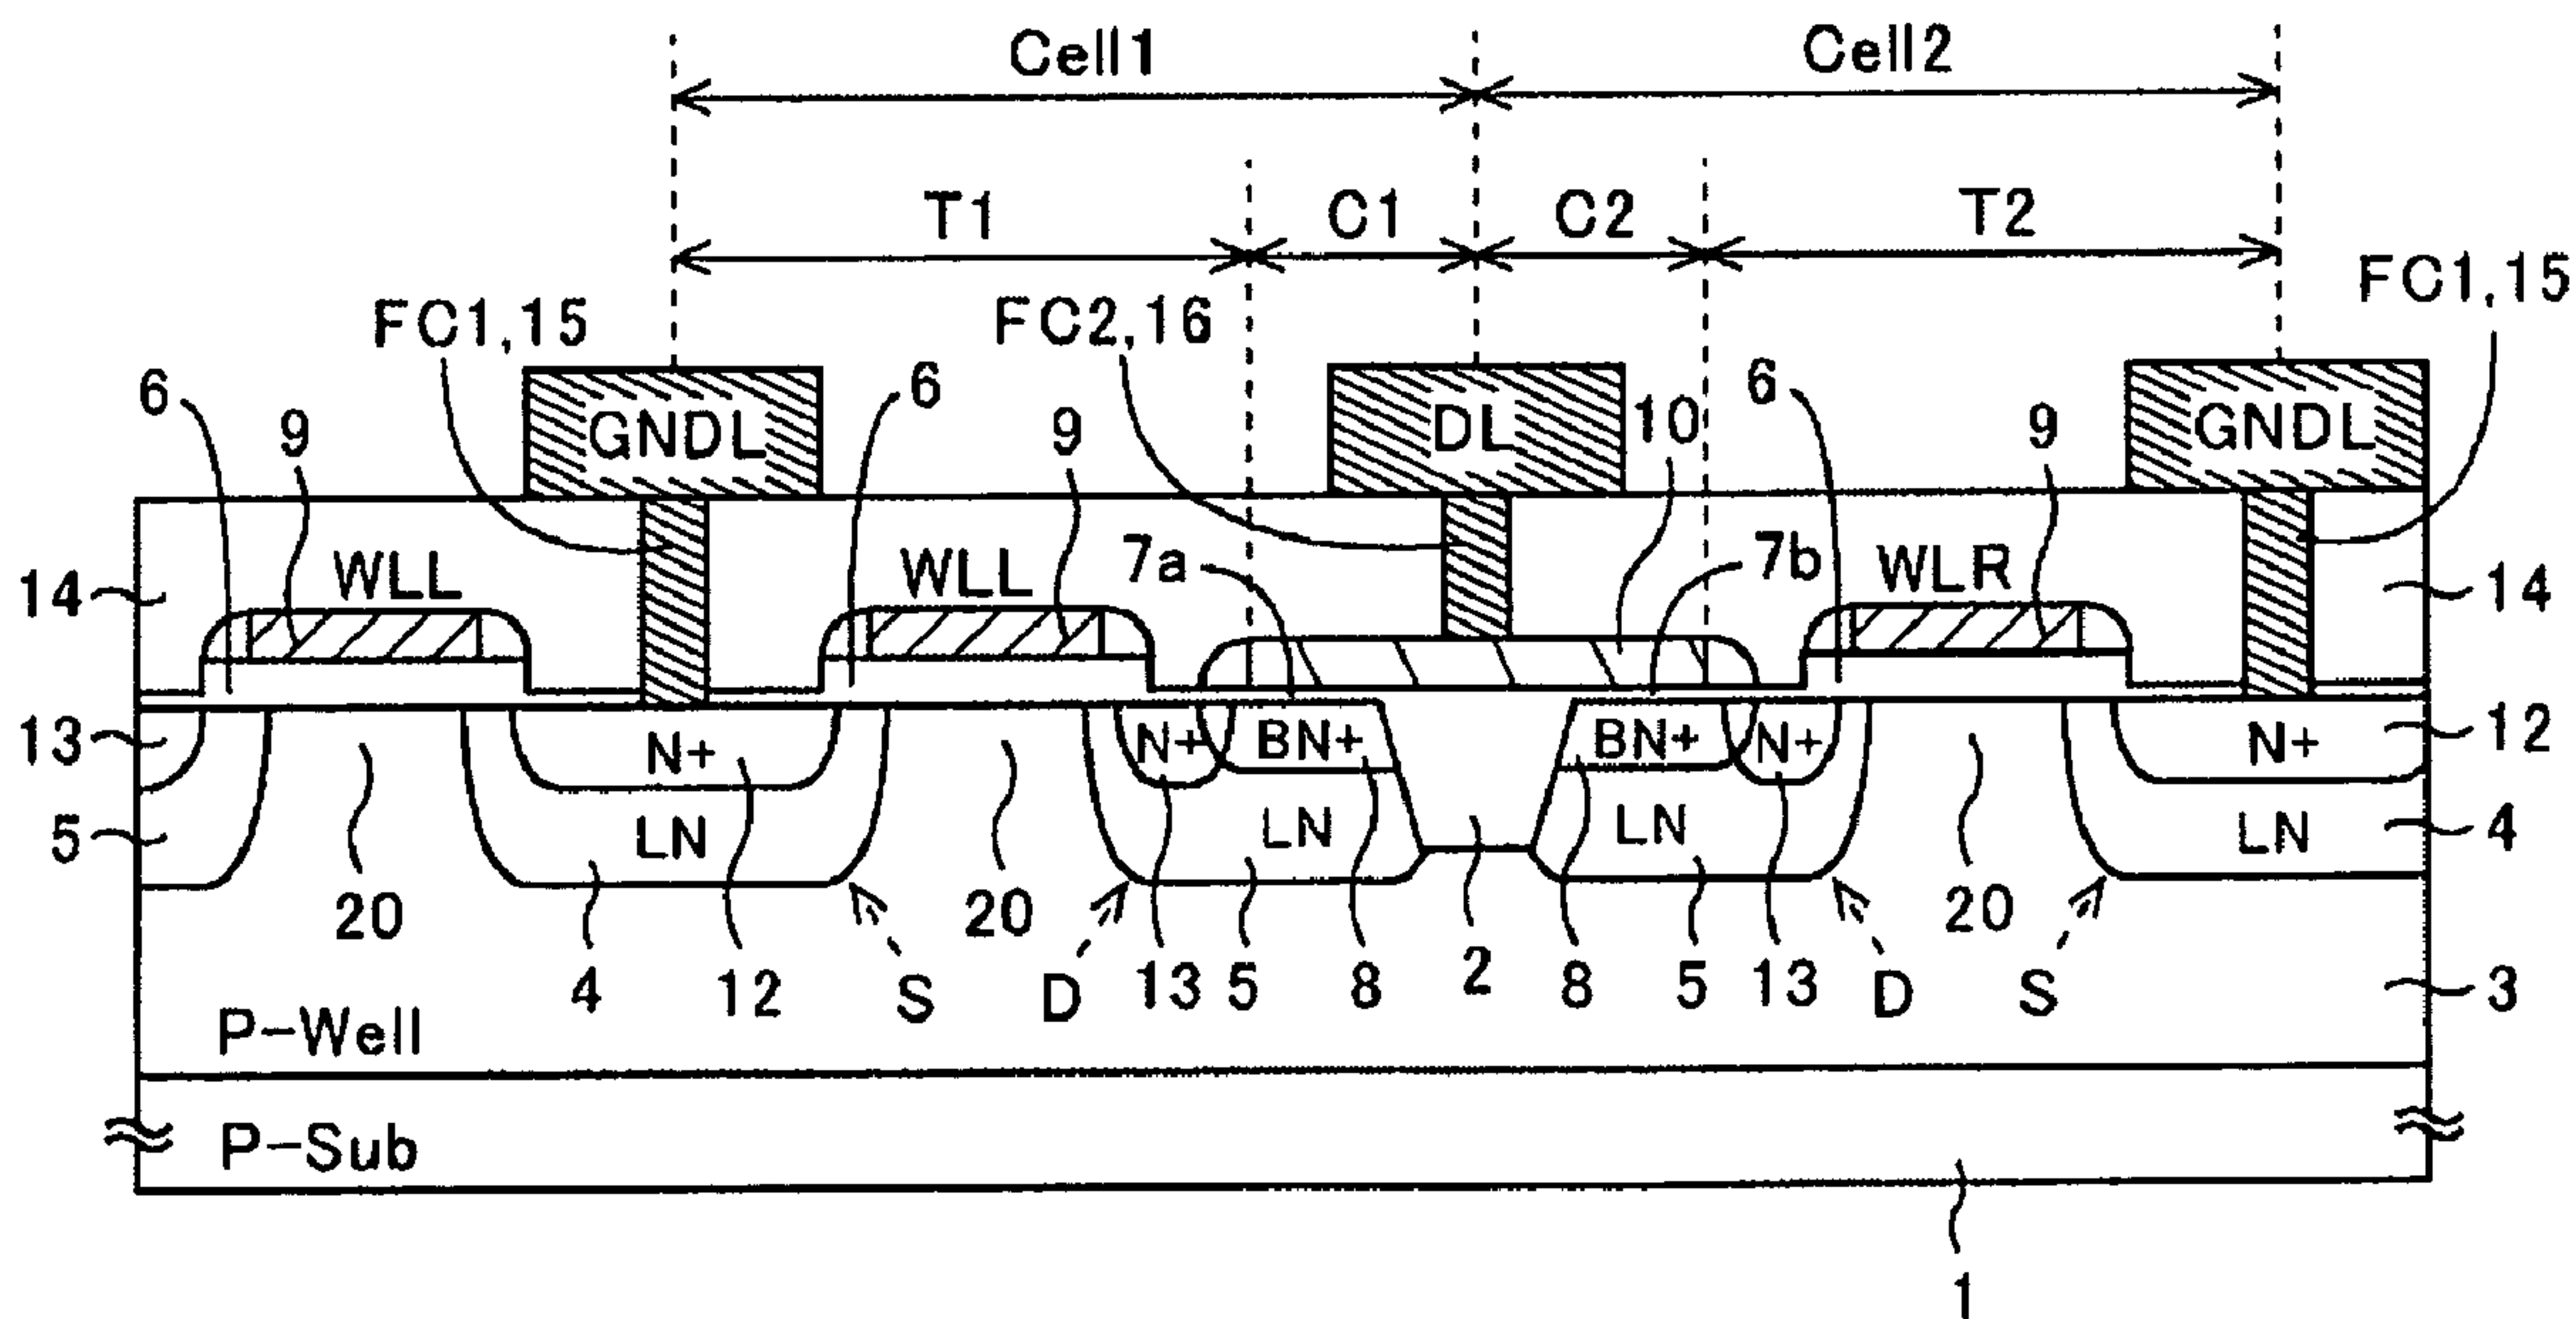 Cell1 Cell2
T1 C1 C2 T2
FC1,15 FC2,16 FC1,15
6 9 GNDL 9 6 DL 10 6 9 GNDL
14 WLL WLL 7a 7b WLR 14
13 N+ N+ BN+ BN+ N+ N+ 12
5 LN LN LN LN 4
20 20 20
4 12 S D 13 5 8 2 8 5 13 D S 3
P-Well
P-Sub
1